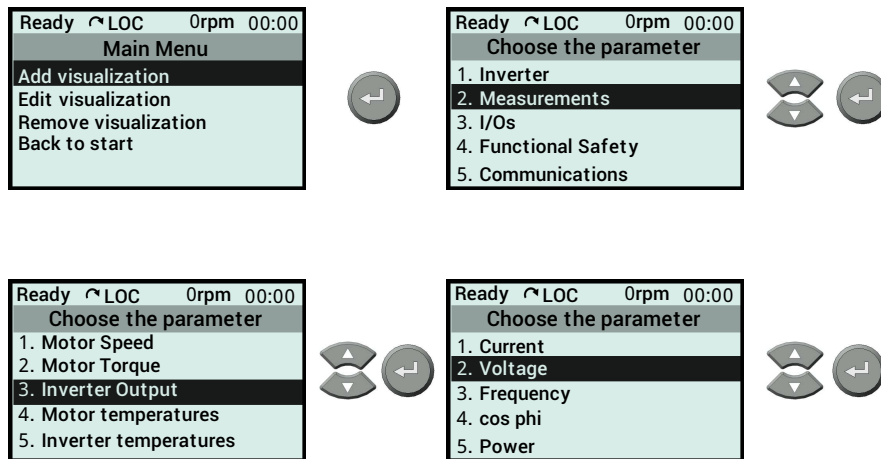 Ready LOC 0rpm 00:00
Main Menu
Add visualization
Edit visualization
Remove visualization
Back to start
Ready LOC 0rpm 00:00
Choose the parameter
1. Inverter
2. Measurements
3. I/Os
4. Functional Safety
5. Communications
Ready LOC 0rpm 00:00
Choose the parameter
1. Motor Speed
2. Motor Torque
3. Inverter Output
4. Motor temperatures
5. Inverter temperatures
Ready LOC 0rpm 00:00
Choose the parameter
1. Current
2. Voltage
3. Frequency
4. cos phi
5. Power